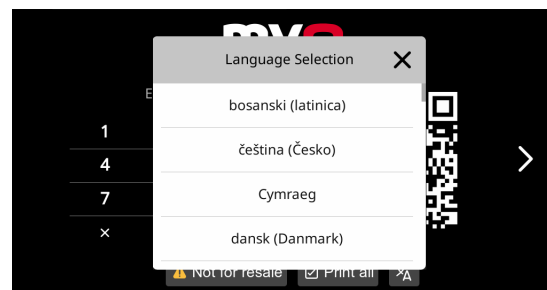 Language Selection
bosanski (latinica)
1
čeština (Česko)
4
7
Cymraeg
dansk (Danmark)
Not for resale
Print all